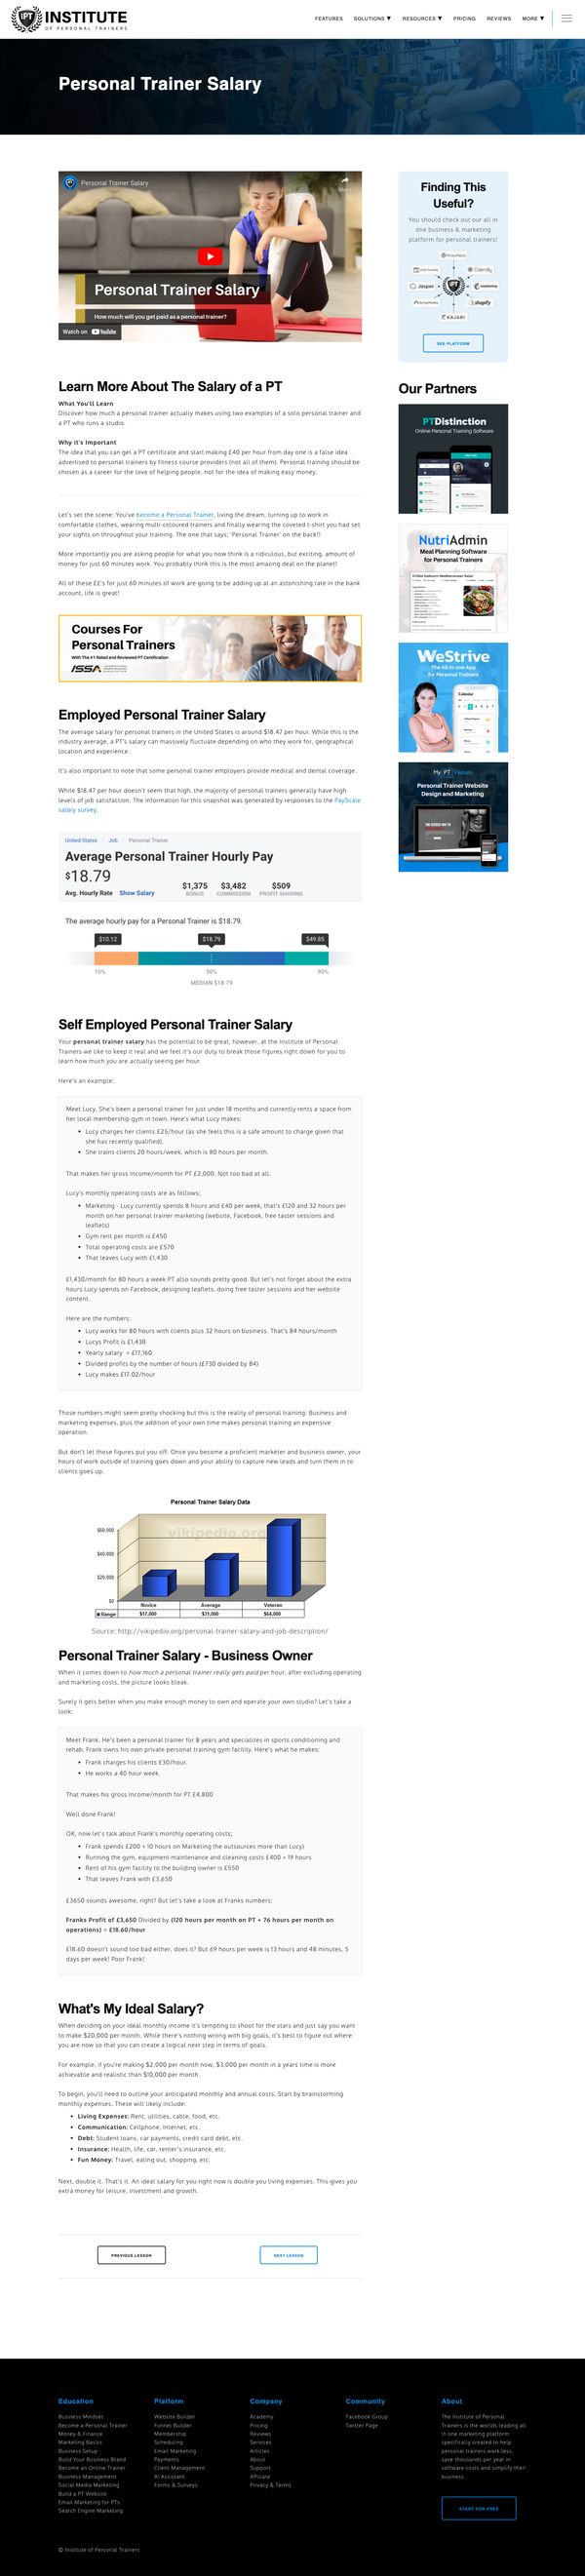 IPT INSTITUTE
OF PERSONAL TRAINERS
FEATURES SOLUTIONS ▼ RESOURCES ▼ PRICING REVIEWS MORE ▼
Personal Trainer Salary
Personal Trainer Salary
Share
Personal Trainer Salary
How much will you get paid as a personal trainer?
Watch on YouTube
Learn More About The Salary of a PT
What You'll Learn
Discover how much a personal trainer actually makes using two examples of a solo personal trainer and
a PT who runs a studio.
Why it's Important
The idea that you can get a PT certificate and start making £40 per hour from day one is a false idea
advertised to personal trainers by fitness course providers (not all of them). Personal training should be
chosen as a career for the love of helping people, not for the idea of making easy money.
Let's set the scene; You've become a Personal Trainer, living the dream, turning up to work in
comfortable clothes, wearing multi-coloured trainers and finally wearing the coveted t-shirt you had set
your sights on throughout your training. The one that says; 'Personal Trainer' on the back!!
More importantly you are asking people for what you think is a ridiculous, but exciting, amount of
money for just 60 minutes work. You probably think this is the most amazing deal on the planet!
All of these ££'s for just 60 minutes of work are going to be adding up at an astonishing rate in the bank
account, life is great!
Courses For
Personal Trainers
With The #1 Rated and Reviewed PT Certification
ISSA
Employed Personal Trainer Salary
The average salary for personal trainers in the United States is around $18.47 per hour. While this is the
industry average, a PT's salary can massively fluctuate depending on who they work for, geographical
location and experience.
It's also important to note that some personal trainer employers provide medical and dental coverage.
While $18.47 per hour doesn't seem that high, the majority of personal trainers generally have high
levels of job satisfaction. The information for this snapshot was generated by responses to the PayScale
salary survey.
United States / Job / Personal Trainer
Average Personal Trainer Hourly Pay
$18.79
Avg. Hourly Rate Show Salary
$1,375 $3,482 $509
BONUS COMMISSION PROFIT SHARING
The average hourly pay for a Personal Trainer is $18.79.
$10.12 $18.79 $49.85
10% 50% 90%
MEDIAN $18.79
Self Employed Personal Trainer Salary
Your personal trainer salary has the potential to be great, however, at the Institute of Personal
Trainers we like to keep it real and we feel it's our duty to break those figures right down for you to
learn how much you are actually seeing per hour.
Here's an example:
Meet Lucy. She's been a personal trainer for just under 18 months and currently rents a space from
her local membership gym in town. Here's what Lucy makes:
• Lucy charges her clients £25/hour (as she feels this is a safe amount to charge given that
she has recently qualified).
• She trains clients 20 hours/week, which is 80 hours per month.
That makes her gross Income/month for PT £2,000. Not too bad at all.
Lucy's monthly operating costs are as follows;
• Marketing - Lucy currently spends 8 hours and £40 per week, that's £120 and 32 hours per
month on her personal trainer marketing (website, Facebook, free taster sessions and
leaflets)
• Gym rent per month is £450
• Total operating costs are £570
• That leaves Lucy with £1,430
£1,430/month for 80 hours a week PT also sounds pretty good. But let's not forget about the extra
hours Lucy spends on Facebook, designing leaflets, doing free taster sessions and her website
content.
Here are the numbers:
• Lucy works for 80 hours with clients plus 32 hours on business. That's 84 hours/month
• Lucys Profit is £1,430
• Yearly salary = £17,160
• Divided profits by the number of hours (£730 divided by 84)
• Lucy makes £17.02/hour
Those numbers might seem pretty shocking but this is the reality of personal training. Business and
marketing expenses, plus the addition of your own time makes personal training an expensive
operation.
But don't let those figures put you off. Once you become a proficient marketer and business owner, your
hours of work outside of training goes down and your ability to capture new leads and turn them in to
clients goes up.
Personal Trainer Salary Data
vikipedio.org
$60,000
$40,000
$20,000
$0
Novice Average Veteran
Range $17,000 $31,000 $64,000
Source: http://vikipedio.org/personal-trainer-salary-and-job-description/
Personal Trainer Salary - Business Owner
When it comes down to how much a personal trainer really gets paid per hour, after excluding operating
and marketing costs, the picture looks bleak.
Surely it gets better when you make enough money to own and operate your own studio? Let's take a
look:
Meet Frank. He's been a personal trainer for 8 years and specializes in sports conditioning and
rehab. Frank owns his own private personal training gym facility. Here's what he makes:
• Frank charges his clients £30/hour.
• He works a 40 hour week.
That makes his gross Income/month for PT £4,800
Well done Frank!
OK, now let's talk about Frank's monthly operating costs;
• Frank spends £200 + 10 hours on Marketing (he outsources more than Lucy)
• Running the gym, equipment maintenance and cleaning costs £400 + 19 hours
• Rent of his gym facility to the building owner is £550
• That leaves Frank with £3,650
£3650 sounds awesome, right? But let's take a look at Franks numbers:
Franks Profit of £3,650 Divided by (120 hours per month on PT + 76 hours per month on
operations) = £18.60/hour
£18.60 doesn't sound too bad either, does it? But 69 hours per week is 13 hours and 48 minutes, 5
days per week! Poor Frank!
What's My Ideal Salary?
When deciding on your ideal monthly income it's tempting to shoot for the stars and just say you want
to make $20,000 per month. While there's nothing wrong with big goals, it's best to figure out where
you are now so that you can create a logical next step in terms of goals.
For example, if you're making $2,000 per month now, $3,000 per month in a years time is more
achievable and realistic than $10,000 per month.
To begin, you'll need to outline your anticipated monthly and annual costs. Start by brainstorming
monthly expenses. These will likely include:
• Living Expenses: Rent, utilities, cable, food, etc.
• Communication: Cellphone, Internet, etc.
• Debt: Student loans, car payments, credit card debt, etc.
• Insurance: Health, life, car, renter's insurance, etc.
• Fun Money: Travel, eating out, shopping, etc.
Next, double it. That's it. An ideal salary for you right now is double you living expenses. This gives you
extra money for leisure, investment and growth.
PREVIOUS LESSON NEXT LESSON
Finding This
Useful?
You should check out our all in
one business & marketing
platform for personal trainers!
Calendly
Jasper
IPT
mailchimp
shopify
KAJABI
SEE PLATFORM
Our Partners
PTDistinction
Online Personal Training Software
NutriAdmin
Meal Planning Software
for Personal Trainers
WeStrive
The All in One App
for Personal Trainers
Calendar
My PT Website
Personal Trainer Website
Design and Marketing
Education
Business Mindset
Become a Personal Trainer
Money & Finance
Marketing Basics
Business Setup
Build Your Business Brand
Become an Online Trainer
Business Management
Social Media Marketing
Build a PT Website
Email Marketing for PTs
Search Engine Marketing
Platform
Website Builder
Funnel Builder
Membership
Scheduling
Email Marketing
Payments
Client Management
AI Assistant
Forms & Surveys
Company
Academy
Pricing
Reviews
Services
Articles
About
Support
Affiliate
Privacy & Terms
Community
Facebook Group
Twitter Page
About
The Institute of Personal
Trainers is the worlds leading all
in one marketing platform
specifically created to help
personal trainers work less,
save thousands per year in
software costs and simplify their
business.
START FOR FREE
© Institute of Personal Trainers